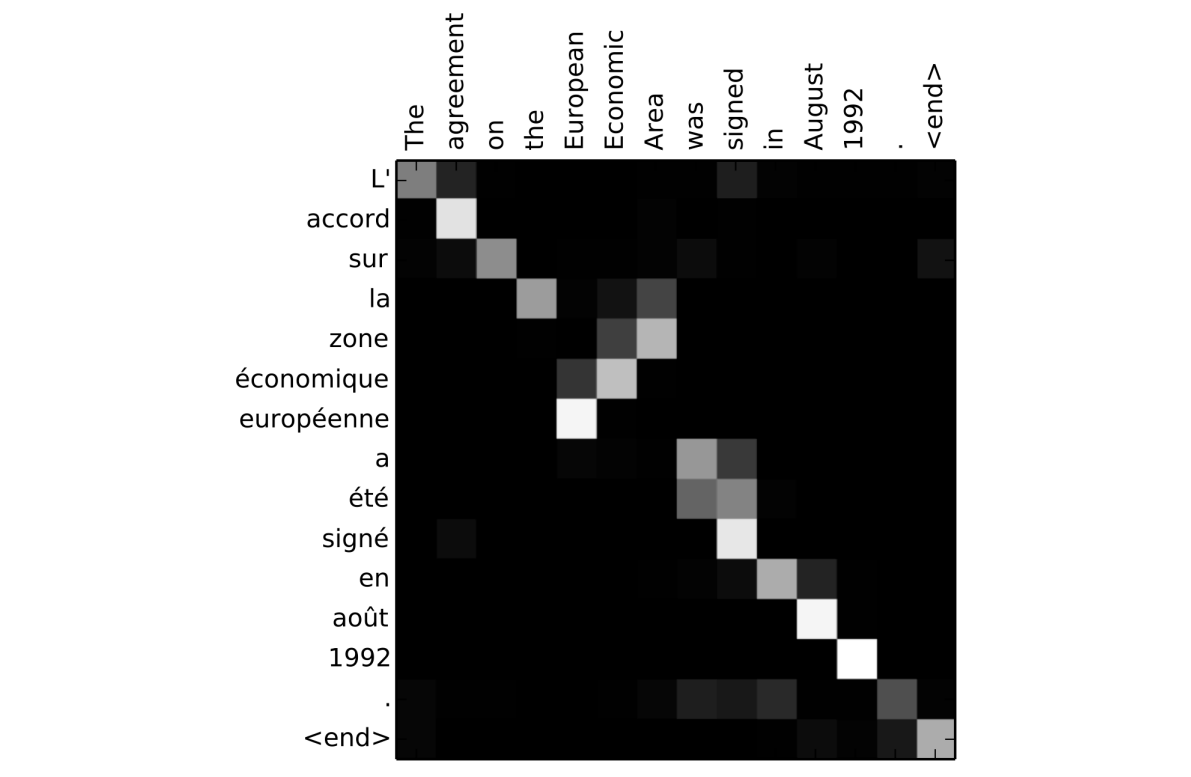 The agreement on the European Economic Area was signed in August 1992 . <end>
L'
accord
sur
la
zone
économique
européenne
a
été
signé
en
août
1992
.
<end>